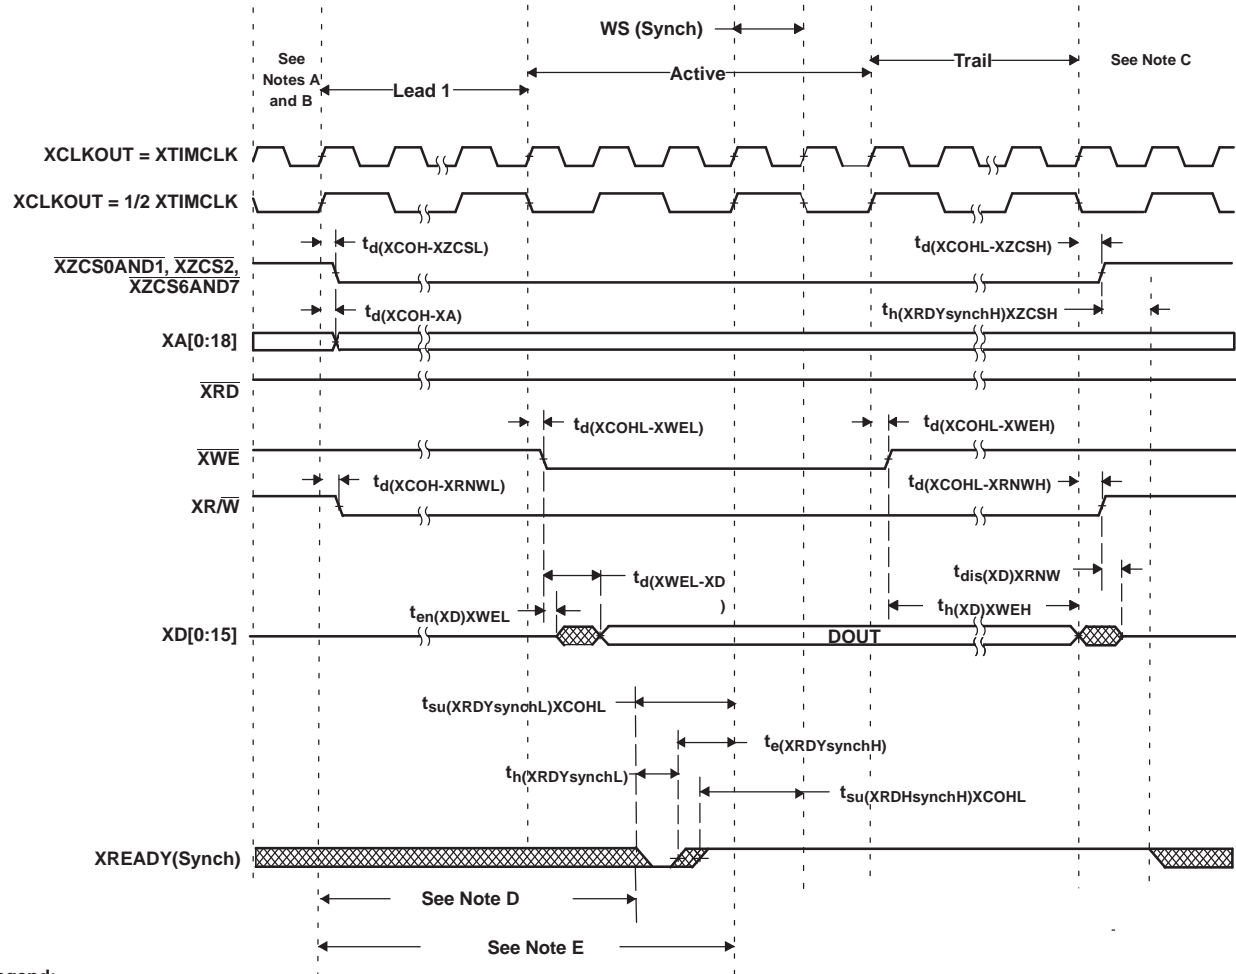 WS (Synch)
See
Notes A
and B
Lead 1
Active
Trail
See Note C
XCLKOUT = XTIMCLK
XCLKOUT = 1/2 XTIMCLK
td(XCOH-XZCSL)
td(XCOHL-XZCSH)
XZCS0AND1, XZCS2,
XZCS6AND7
td(XCOH-XA)
th(XRDYsynchH)XZCSH
XA[0:18]
XRD
td(XCOHL-XWEL)
td(XCOHL-XWEH)
XWE
td(XCOH-XRNWL)
td(XCOHL-XRNWH)
XR/W
td(XWEL-XD
)
tdis(XD)XRNW
ten(XD)XWEL
th(XD)XWEH
XD[0:15]
DOUT
tsu(XRDYsynchL)XCOHL
te(XRDYsynchH)
th(XRDYsynchL)
tsu(XRDHsynchH)XCOHL
XREADY(Synch)
See Note D
See Note E